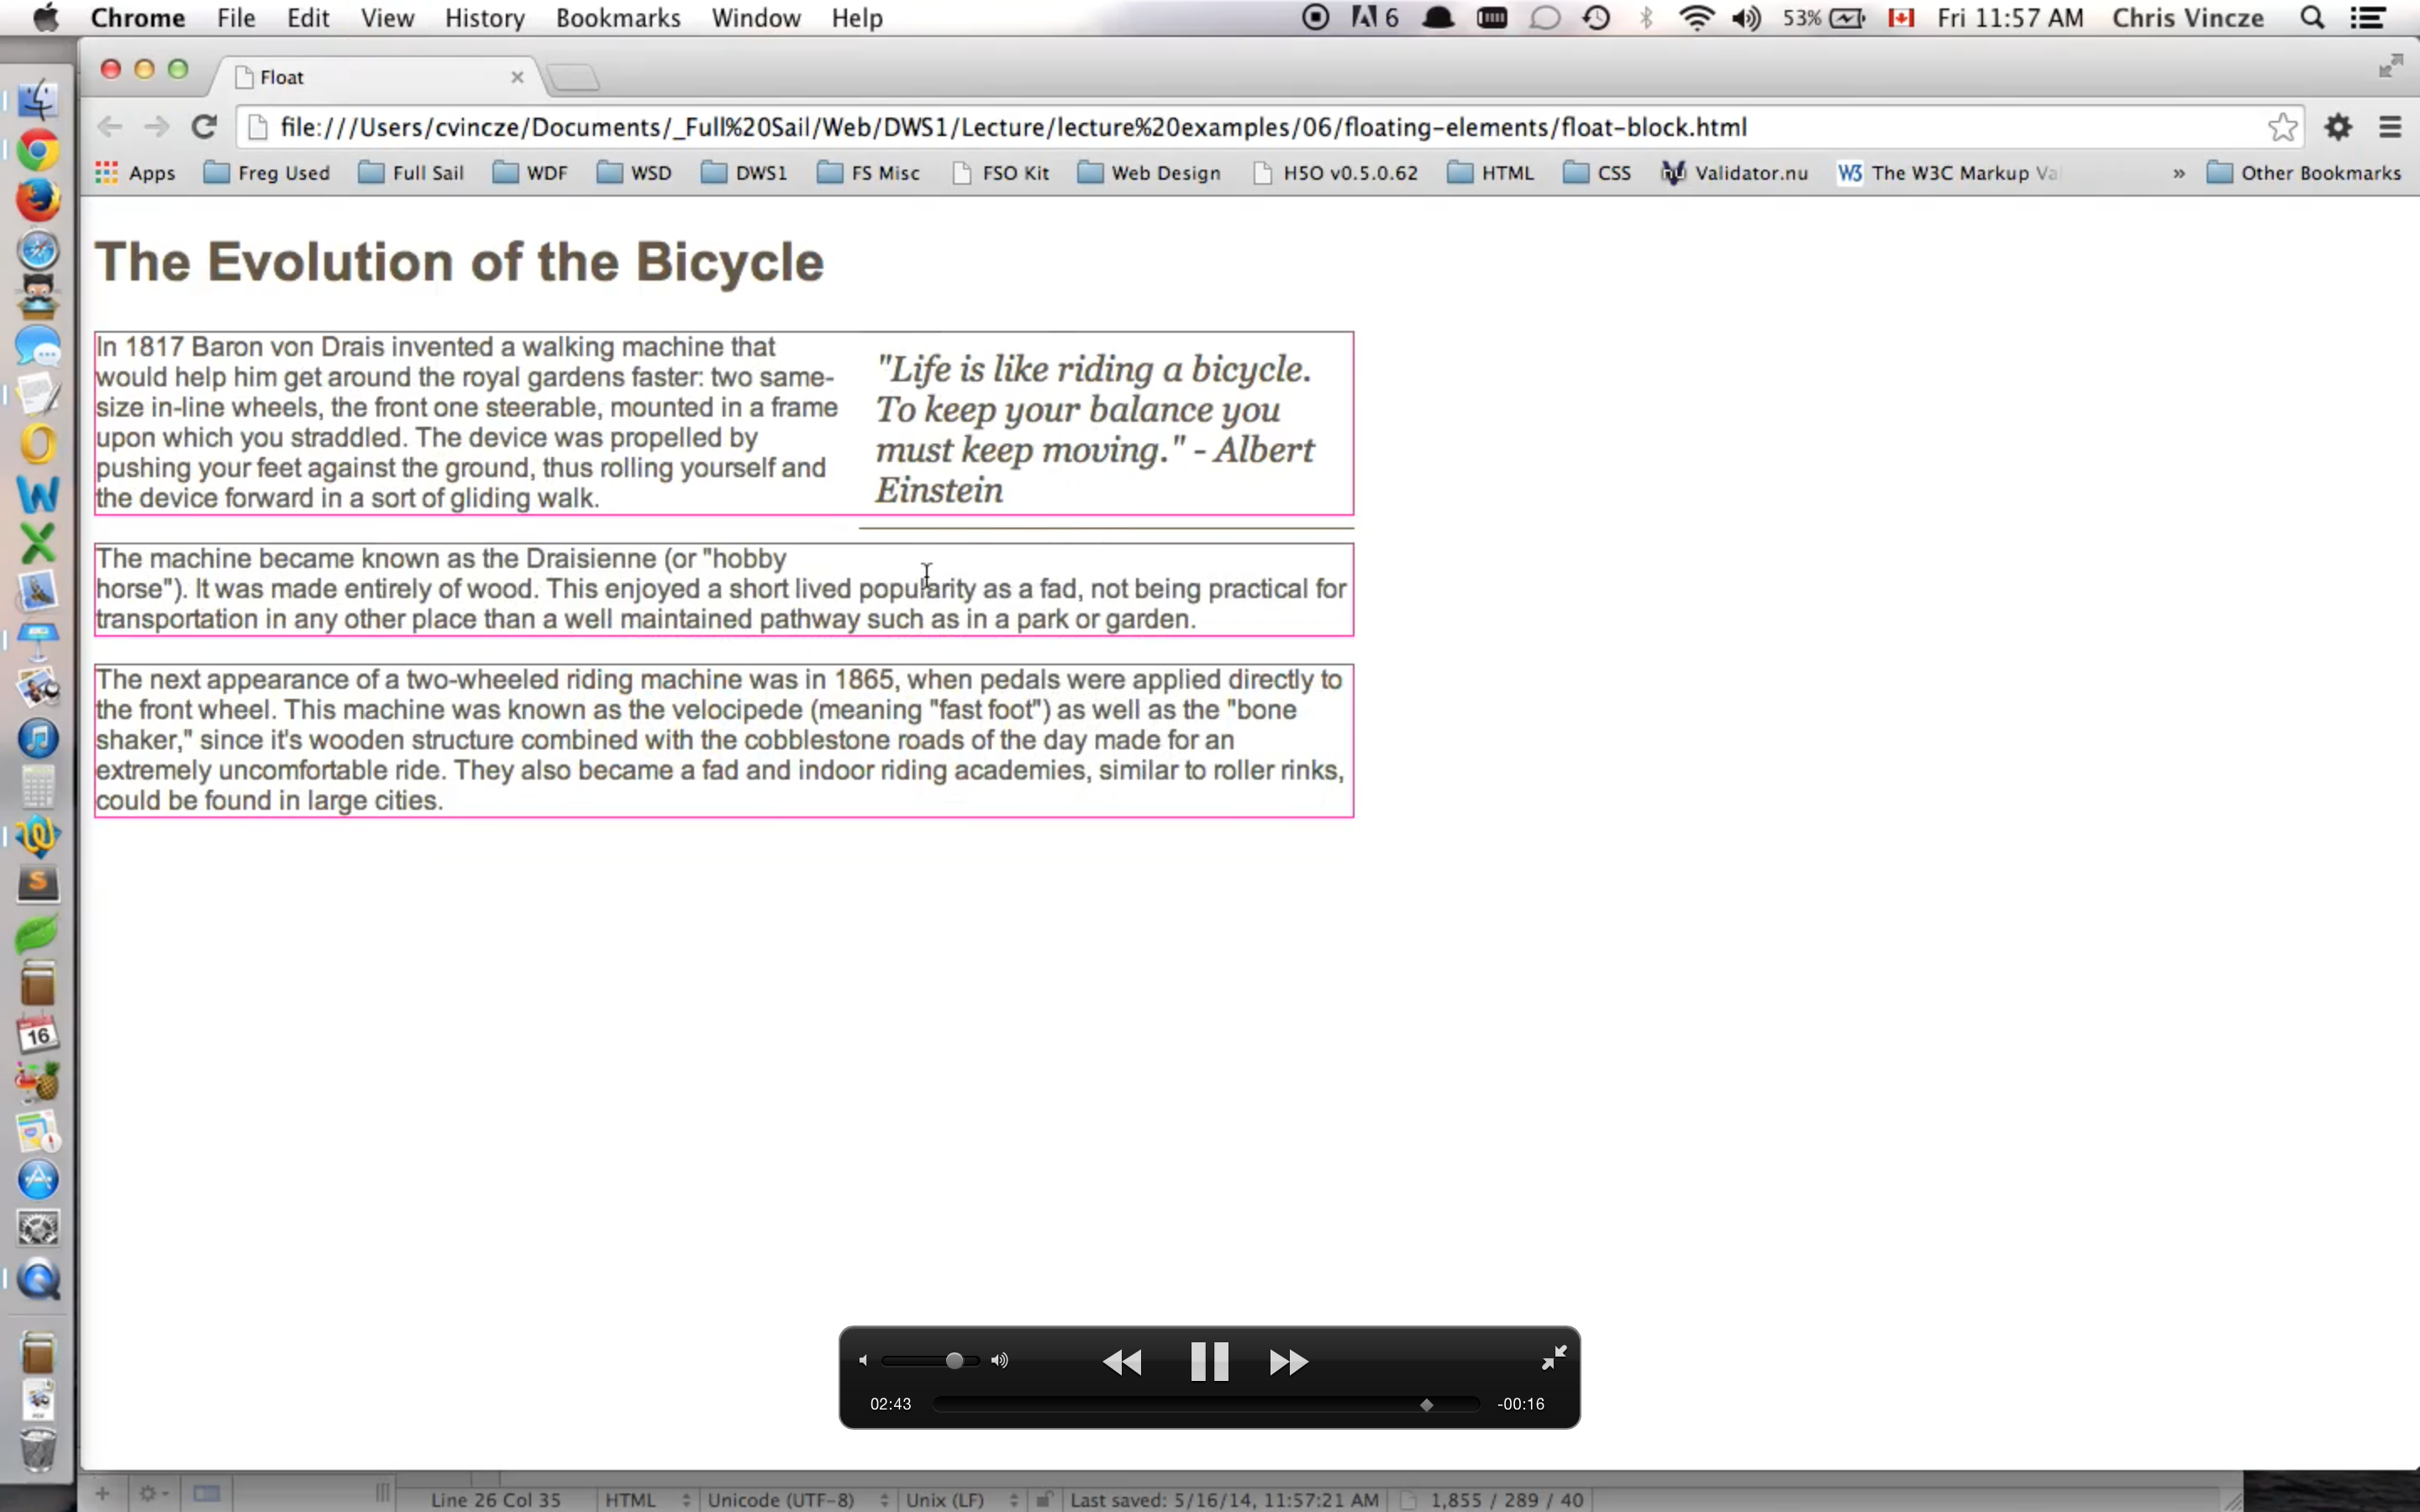 Chrome File Edit View History Bookmarks Window Help 6 53% Fri 11:57 AM Chris Vincze
Float
file:///Users/cvincze/Documents/_Full%20Sail/Web/DWS1/Lecture/lecture%20examples/06/floating-elements/float-block.html
Apps Freg Used Full Sail WDF WSD DWS1 FS Misc FSO Kit Web Design H5O v0.5.0.62 HTML CSS Validator.nu W3 The W3C Markup Va » Other Bookmarks
The Evolution of the Bicycle
In 1817 Baron von Drais invented a walking machine that
would help him get around the royal gardens faster: two same-
size in-line wheels, the front one steerable, mounted in a frame
upon which you straddled. The device was propelled by
pushing your feet against the ground, thus rolling yourself and
the device forward in a sort of gliding walk.
"Life is like riding a bicycle.
To keep your balance you
must keep moving." - Albert
Einstein
The machine became known as the Draisienne (or "hobby
horse"). It was made entirely of wood. This enjoyed a short lived popularity as a fad, not being practical for
transportation in any other place than a well maintained pathway such as in a park or garden.
The next appearance of a two-wheeled riding machine was in 1865, when pedals were applied directly to
the front wheel. This machine was known as the velocipede (meaning "fast foot") as well as the "bone
shaker," since it's wooden structure combined with the cobblestone roads of the day made for an
extremely uncomfortable ride. They also became a fad and indoor riding academies, similar to roller rinks,
could be found in large cities.
16
02:43 -00:16
Line 26 Col 35 HTML Unicode (UTF-8) Unix (LF) Last saved: 5/16/14, 11:57:21 AM 1,855 / 289 / 40